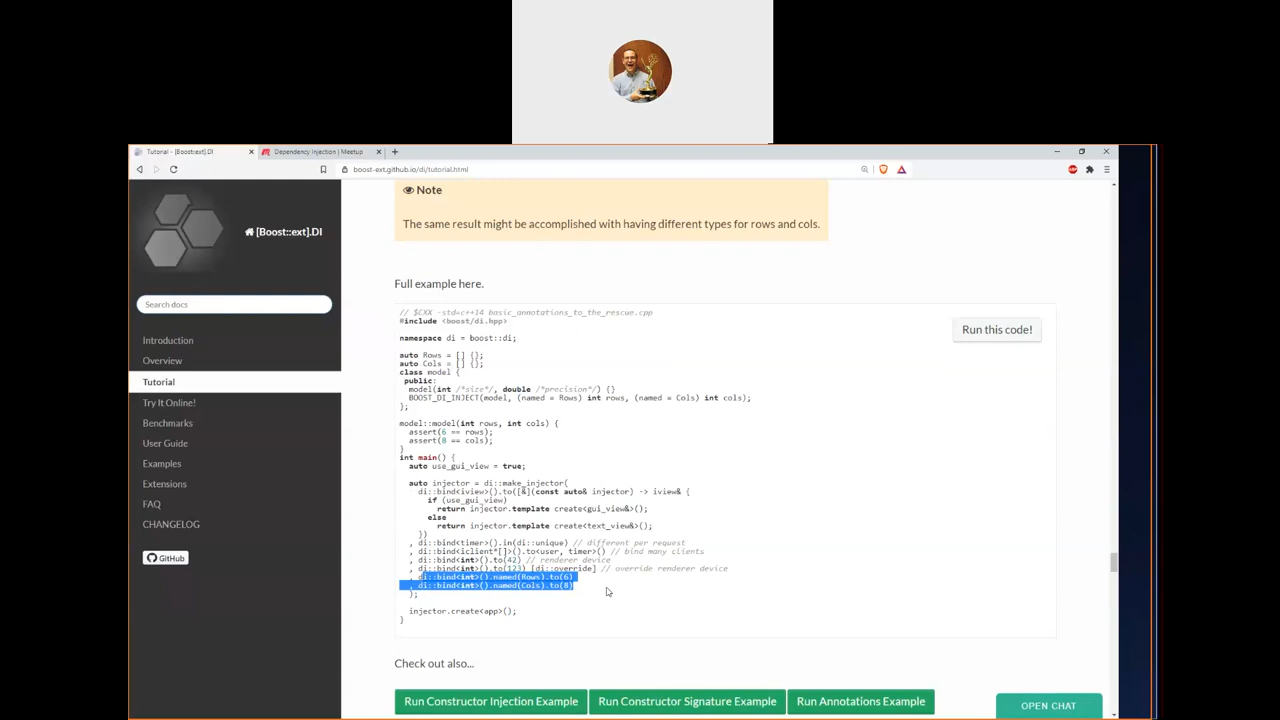 Tutorial - [Boost::ext].DI
Dependency Injection | Meetup
boost-ext.github.io/di/tutorial.html
[Boost::ext].DI
Search docs
Introduction
Overview
Tutorial
Try It Online!
Benchmarks
User Guide
Examples
Extensions
FAQ
CHANGELOG
GitHub
Note
The same result might be accomplished with having different types for rows and cols.
Full example here.
Run this code!
// $CXX -std=c++14 basic_annotations_to_the_rescue.cpp
#include <boost/di.hpp>
namespace di = boost::di;
auto Rows = [] {};
auto Cols = [] {};
class model {
public:
model(int /*size*/, double /*precision*/) {}
BOOST_DI_INJECT(model, (named = Rows) int rows, (named = Cols) int cols);
};
model::model(int rows, int cols) {
assert(6 == rows);
assert(8 == cols);
}
int main() {
auto use_gui_view = true;
auto injector = di::make_injector(
di::bind<iview>().to([&](const auto& injector) -> iview& {
if (use_gui_view)
return injector.template create<gui_view&>();
else
return injector.template create<text_view&>();
})
, di::bind<timer>().in(di::unique) // different per request
, di::bind<iclient*[]>().to<user, timer>() // bind many clients
, di::bind<int>().to(42) // renderer device
, di::bind<int>().to(123) [di::override] // override renderer device
, di::bind<int>().named(Rows).to(6)
, di::bind<int>().named(Cols).to(8)
);
injector.create<app>();
}
Check out also...
Run Constructor Injection Example
Run Constructor Signature Example
Run Annotations Example
OPEN CHAT